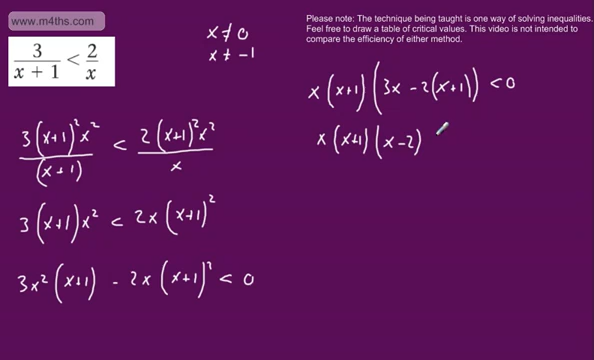 www.m4ths.com
3/(x + 1) < 2/x
x ≠ 0
x ≠ -1
Please note: The technique being taught is one way of solving inequalities.
Feel free to draw a table of critical values. This video is not intended to
compare the efficiency of either method.
3(x+1)²x²/(x+1) < 2(x+1)²x²/x
3(x+1)x² < 2x(x+1)²
3x²(x+1) - 2x(x+1)² < 0
x(x+1)(3x - 2(x+1)) < 0
x(x+1)(x-2)